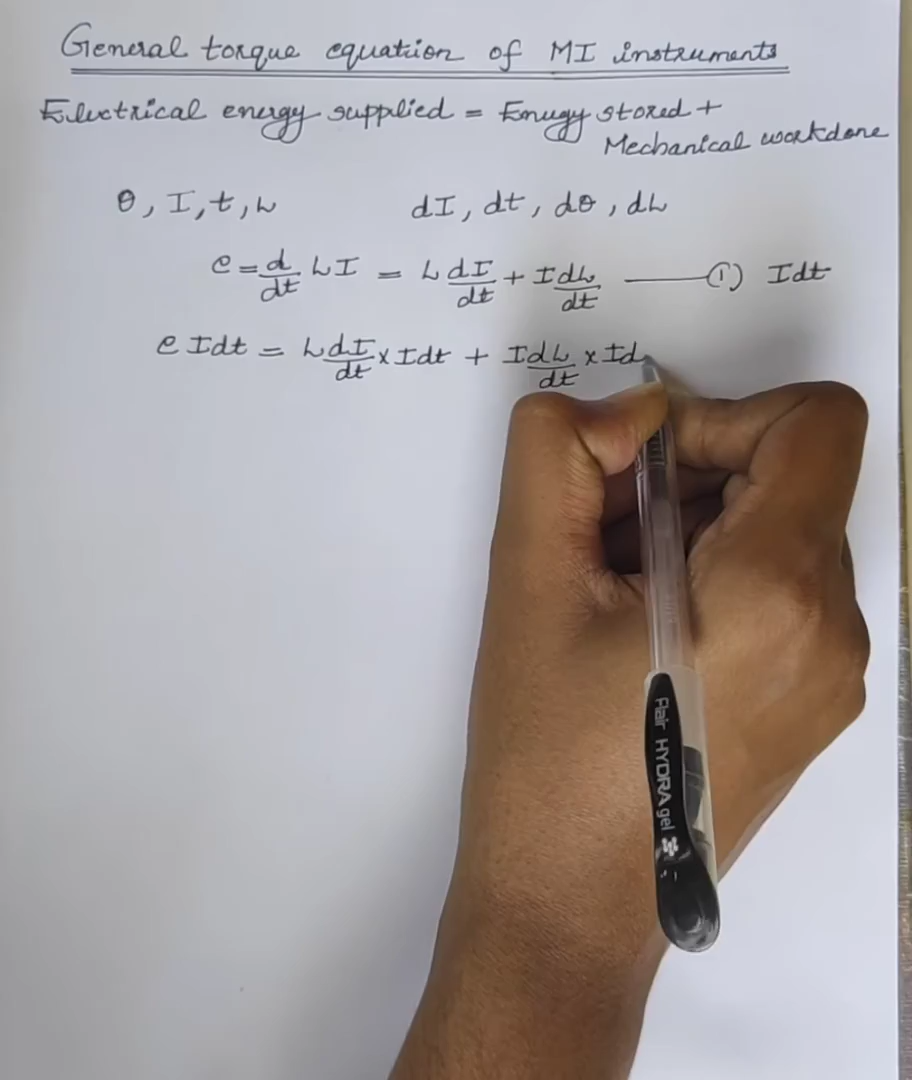 General torque equation of MI instruments
Electrical energy supplied = Energy stored +
Mechanical workdone
θ, I, t, L dI, dt, dθ, dL
e = d/dt LI = L dI/dt + I dL/dt —— (1) Idt
e Idt = L dI/dt × Idt + I dL/dt × Id
Flair HYDRA gel